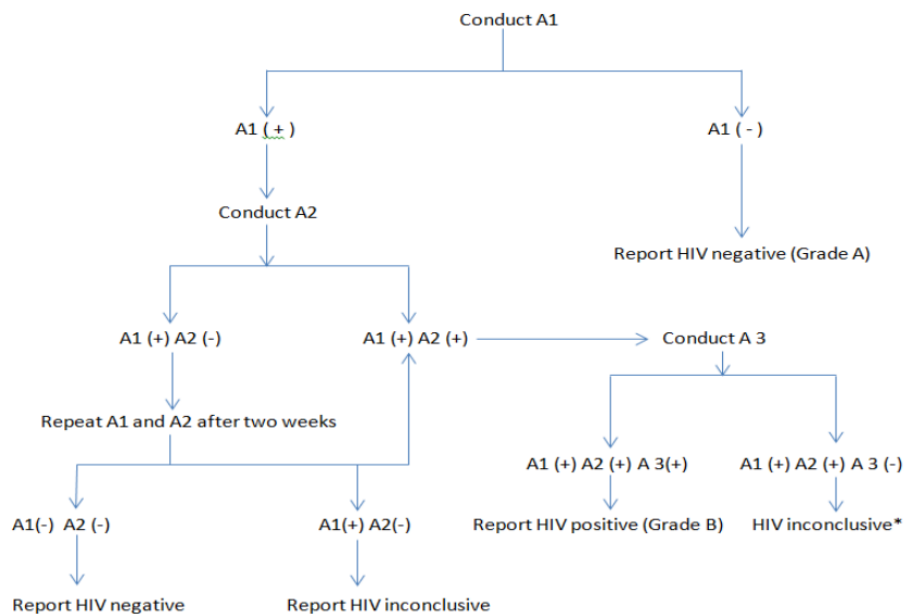 Conduct A1
A1 ( + )
A1 ( - )
Conduct A2
Report HIV negative (Grade A)
A1 (+) A2 (-)
A1 (+) A2 (+)
Conduct A 3
Repeat A1 and A2 after two weeks
A1 (+) A2 (+) A 3(+)
A1 (+) A2 (+) A 3 (-)
A1(-) A2 (-)
A1(+) A2(-)
Report HIV positive (Grade B)
HIV inconclusive*
Report HIV negative
Report HIV inconclusive